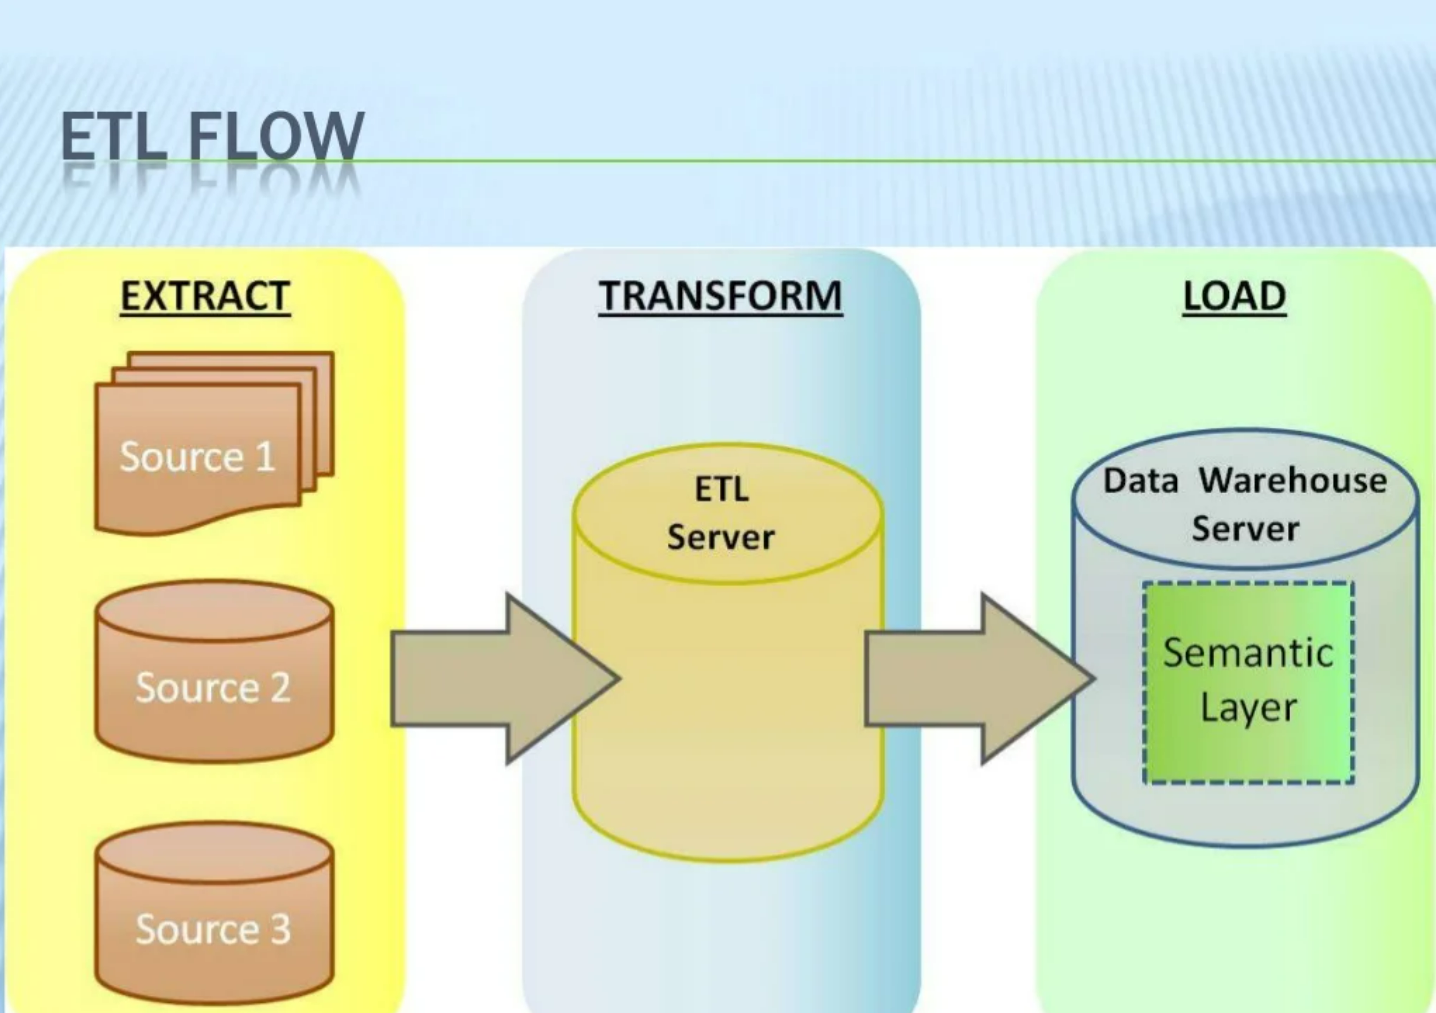 ETL FLOW
EXTRACT
Source 1
Source 2
Source 3
TRANSFORM
ETL
Server
LOAD
Data Warehouse
Server
Semantic
Layer